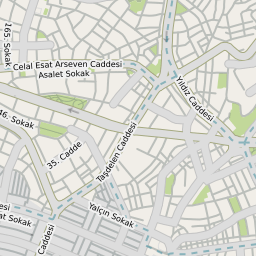 165. Sokak
Celal Esat Arseven Caddesi
Asalet Sokak
Yıldız Caddesi
46. Sokak
Taşdelen Caddesi
35. Cadde
Yalçın Sokak
at Sokak
Caddesi